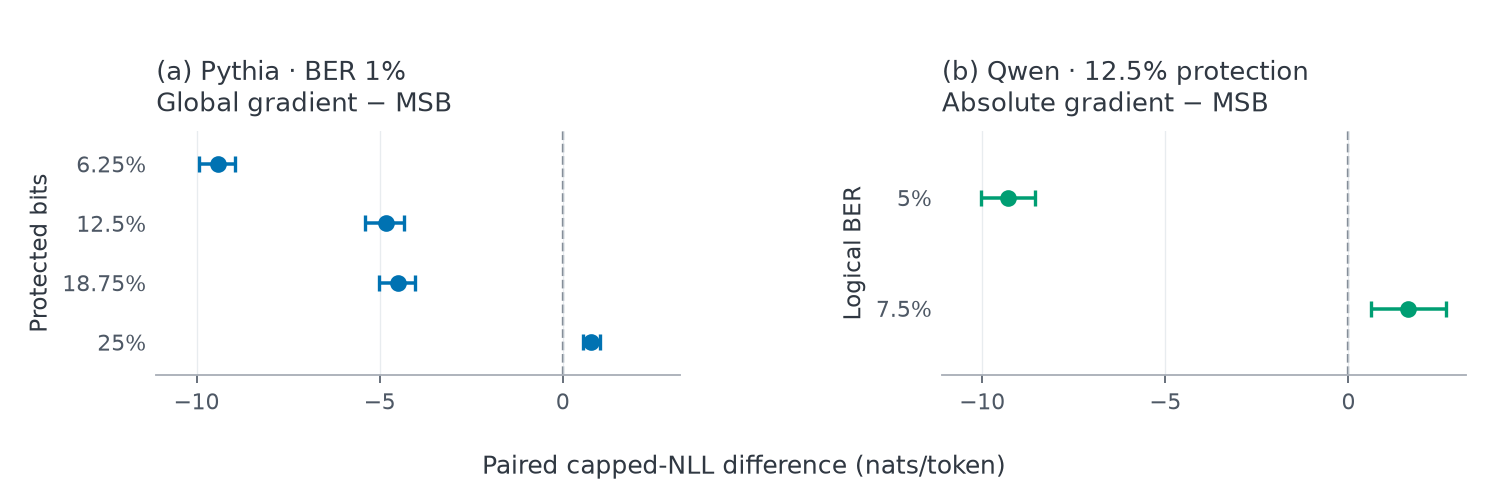 (a) Pythia · BER 1%
Global gradient − MSB
Protected bits
6.25%
12.5%
18.75%
25%
−10
−5
0
(b) Qwen · 12.5% protection
Absolute gradient − MSB
Logical BER
5%
7.5%
−10
−5
0
Paired capped-NLL difference (nats/token)